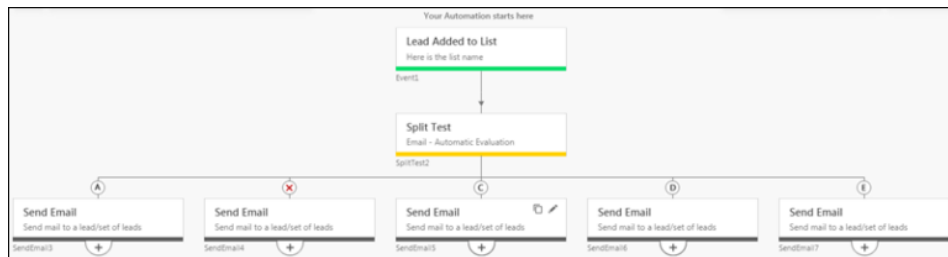 Your Automation starts here
Lead Added to List
Here is the list name
Event1
Split Test
Email - Automatic Evaluation
SplitTest2
A
C
D
E
Send Email
Send mail to a lead/set of leads
SendEmail3
Send Email
Send mail to a lead/set of leads
SendEmail4
Send Email
Send mail to a lead/set of leads
SendEmail5
Send Email
Send mail to a lead/set of leads
SendEmail6
Send Email
Send mail to a lead/set of leads
SendEmail7